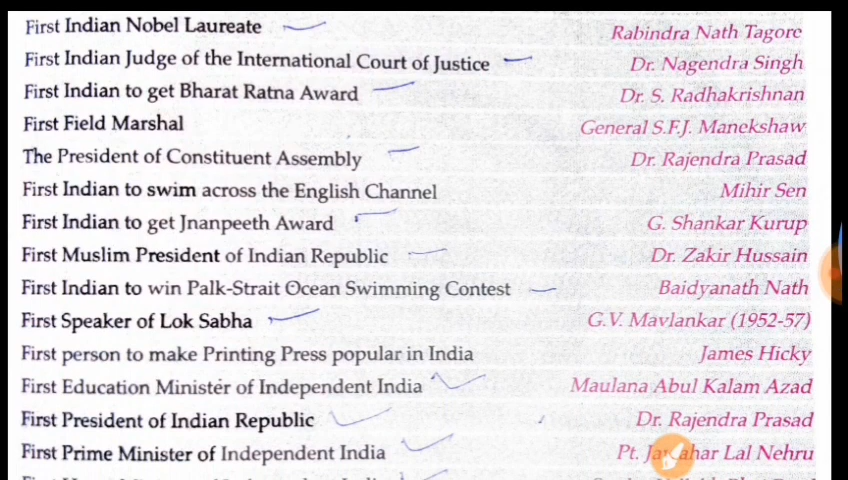 First Indian Nobel Laureate Rabindra Nath Tagore
First Indian Judge of the International Court of Justice Dr. Nagendra Singh
First Indian to get Bharat Ratna Award Dr. S. Radhakrishnan
First Field Marshal General S.F.J. Manekshaw
The President of Constituent Assembly Dr. Rajendra Prasad
First Indian to swim across the English Channel Mihir Sen
First Indian to get Jnanpeeth Award G. Shankar Kurup
First Muslim President of Indian Republic Dr. Zakir Hussain
First Indian to win Palk-Strait Ocean Swimming Contest Baidyanath Nath
First Speaker of Lok Sabha G.V. Mavlankar (1952-57)
First person to make Printing Press popular in India James Hicky
First Education Minister of Independent India Maulana Abul Kalam Azad
First President of Indian Republic Dr. Rajendra Prasad
First Prime Minister of Independent India Pt. Lal Nehru